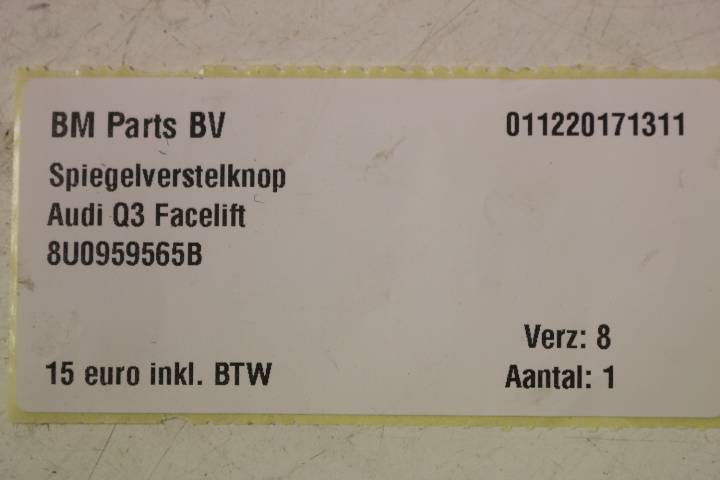 BM Parts BV 011220171311
Spiegelverstelknop
Audi Q3 Facelift
8U0959565B
Verz: 8
15 euro inkl. BTW Aantal: 1